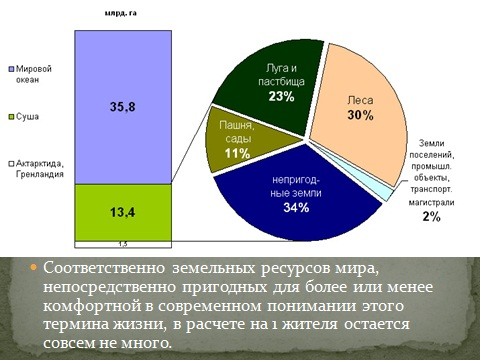 млрд. га
Мировой
океан
Суша
Актарктида,
Гренландия
35,8
13,4
1,5
Луга и
пастбища
23%
Леса
30%
Пашня,
сады
11%
непригод-
ные земли
34%
Земли
поселений,
промышл.
объекты,
транспорт.
магистрали
2%
Соответственно земельных ресурсов мира,
непосредственно пригодных для более или менее
комфортной в современном понимании этого
термина жизни, в расчете на 1 жителя остается
совсем не много.